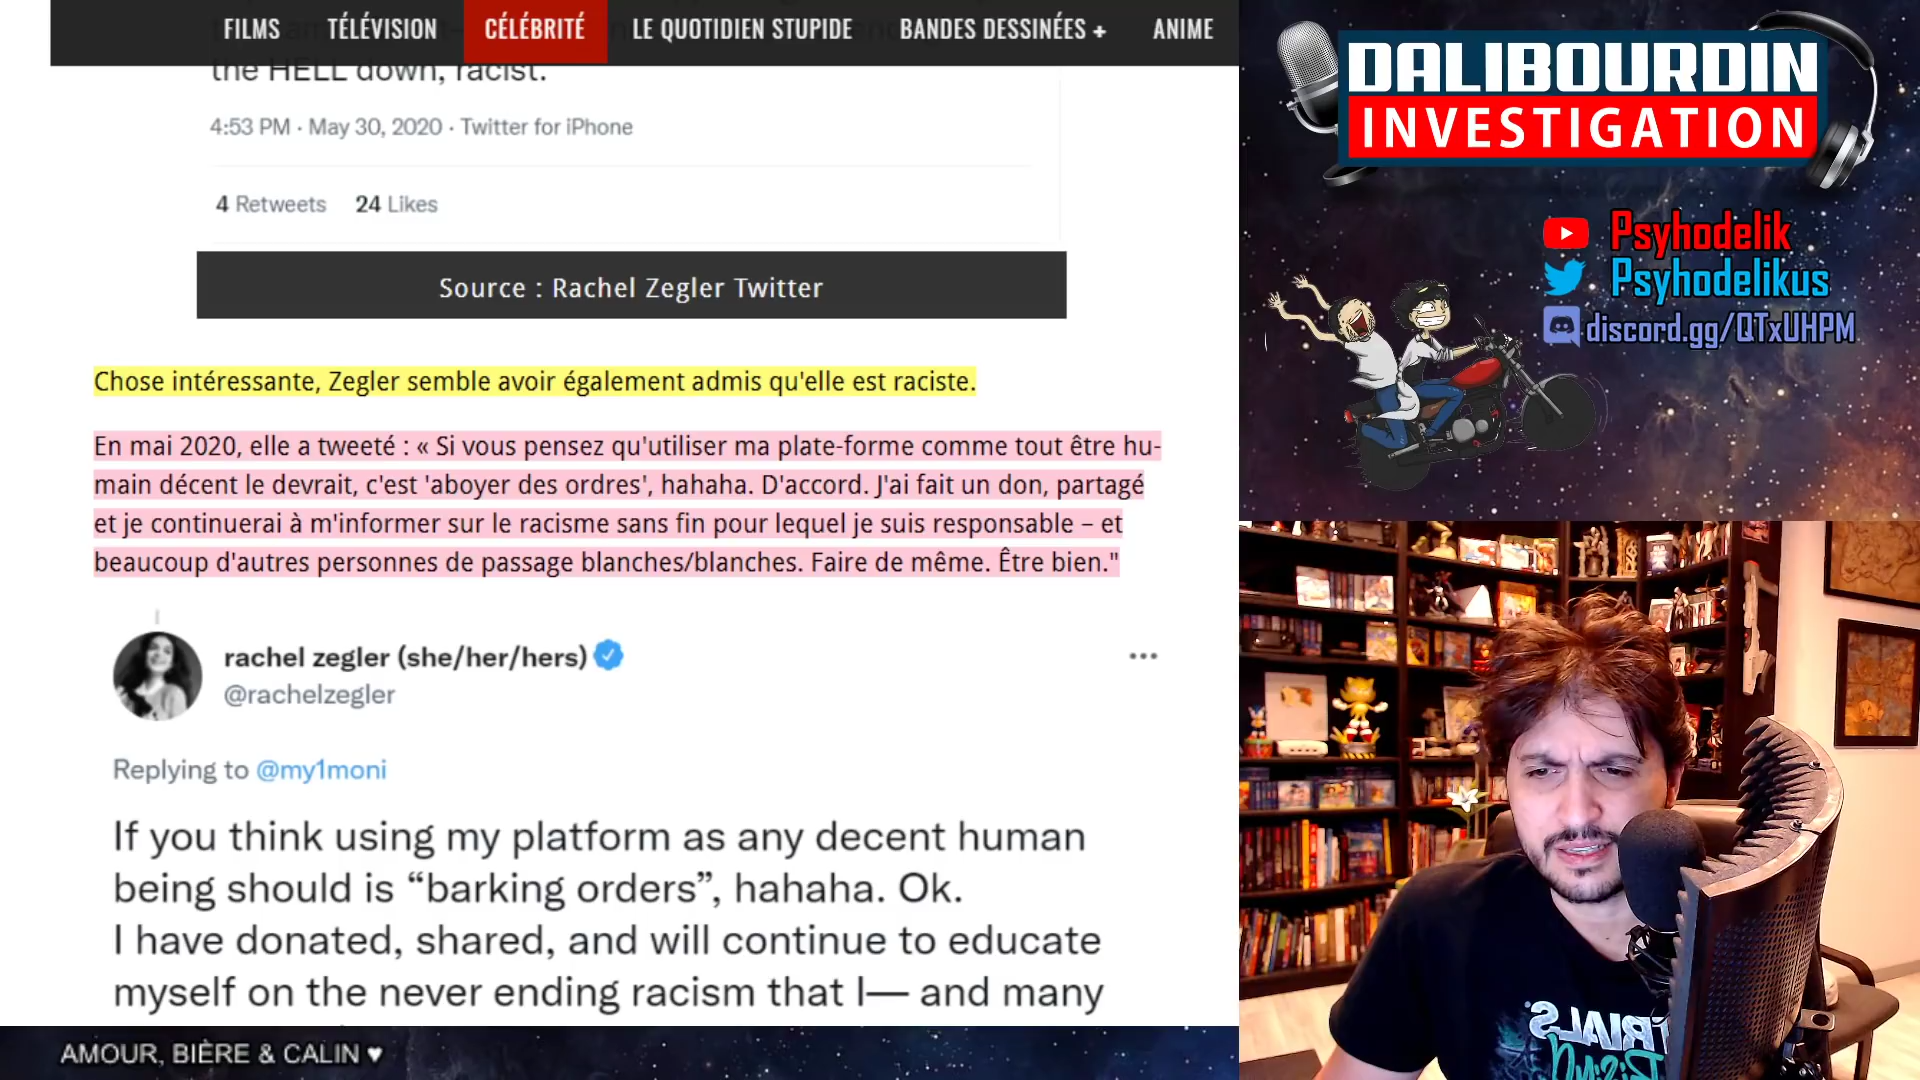 FILMS TÉLÉVISION CÉLÉBRITÉ LE QUOTIDIEN STUPIDE BANDES DESSINÉES + ANIME
the HELL down, racist.
4:53 PM · May 30, 2020 · Twitter for iPhone
4 Retweets 24 Likes
Source : Rachel Zegler Twitter
Chose intéressante, Zegler semble avoir également admis qu'elle est raciste.
En mai 2020, elle a tweeté : « Si vous pensez qu'utiliser ma plate-forme comme tout être hu-
main décent le devrait, c'est 'aboyer des ordres', hahaha. D'accord. J'ai fait un don, partagé
et je continuerai à m'informer sur le racisme sans fin pour lequel je suis responsable – et
beaucoup d'autres personnes de passage blanches/blanches. Faire de même. Être bien."
rachel zegler (she/her/hers)
@rachelzegler
Replying to @my1moni
If you think using my platform as any decent human
being should is “barking orders”, hahaha. Ok.
I have donated, shared, and will continue to educate
myself on the never ending racism that I— and many
AMOUR, BIÈRE & CALIN ♥
DALIBOURDIN
INVESTIGATION
Psyhodelik
Psyhodelikus
discord.gg/QTxUHPM
TRIALS
RISING